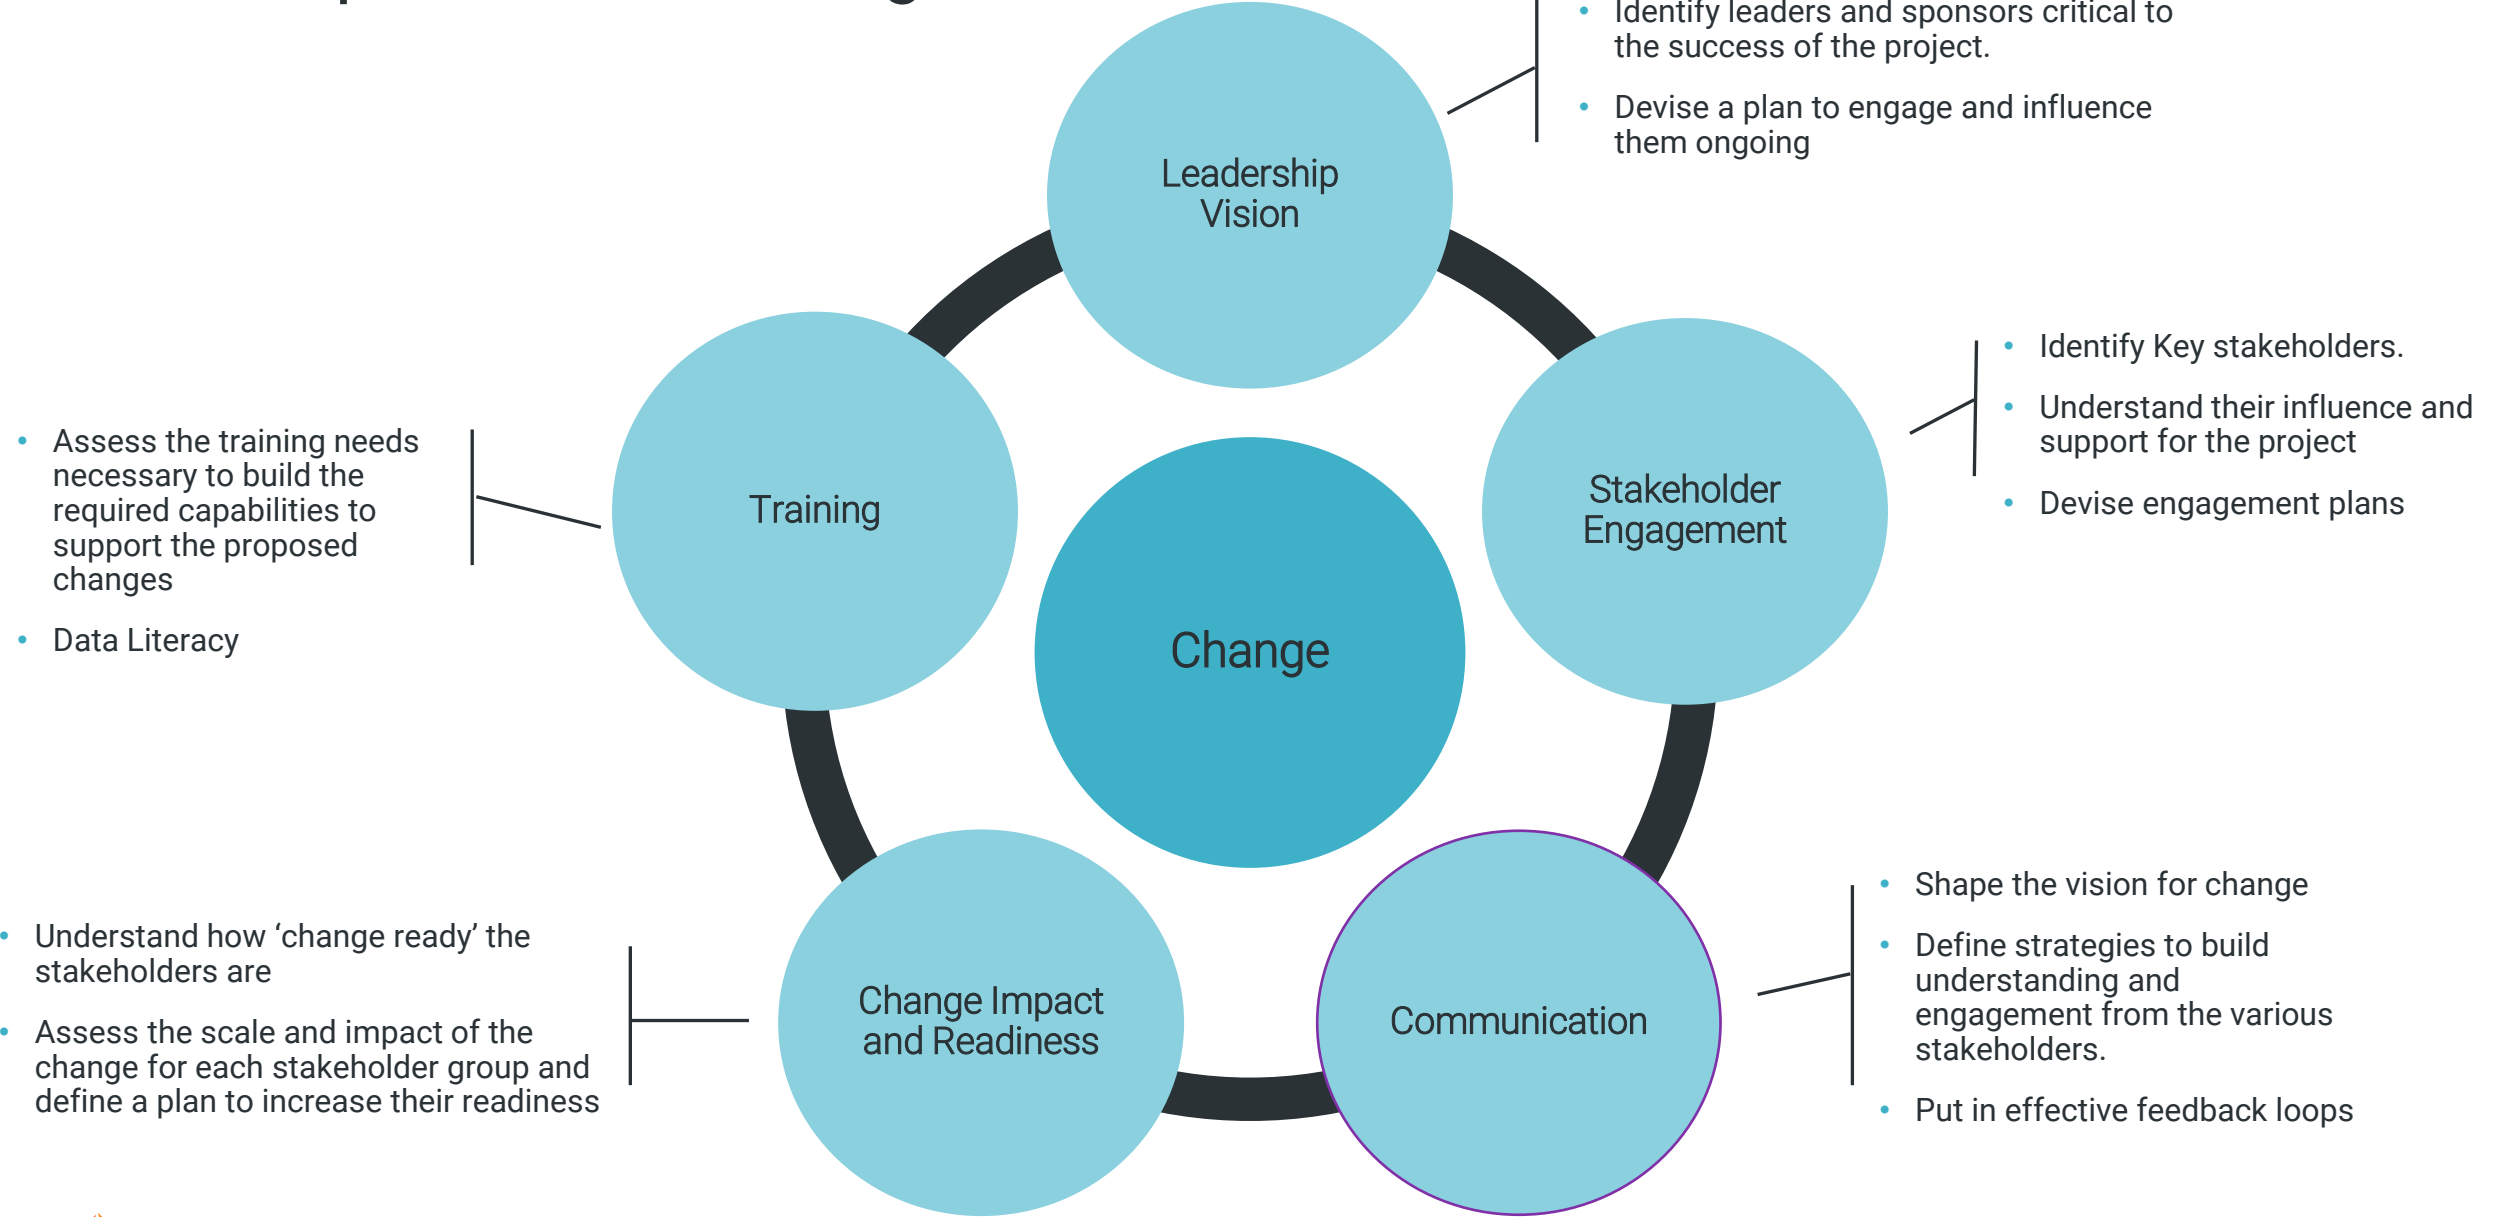 Identify leaders and sponsors critical to
the success of the project.
Devise a plan to engage and influence
them ongoing
Leadership
Vision
Identify Key stakeholders.
Understand their influence and
support for the project
Devise engagement plans
Stakeholder
Engagement
Assess the training needs
necessary to build the
required capabilities to
support the proposed
changes
Data Literacy
Training
Change
Shape the vision for change
Define strategies to build
understanding and
engagement from the various
stakeholders.
Put in effective feedback loops
Communication
Understand how ‘change ready’ the
stakeholders are
Assess the scale and impact of the
change for each stakeholder group and
define a plan to increase their readiness
Change Impact
and Readiness